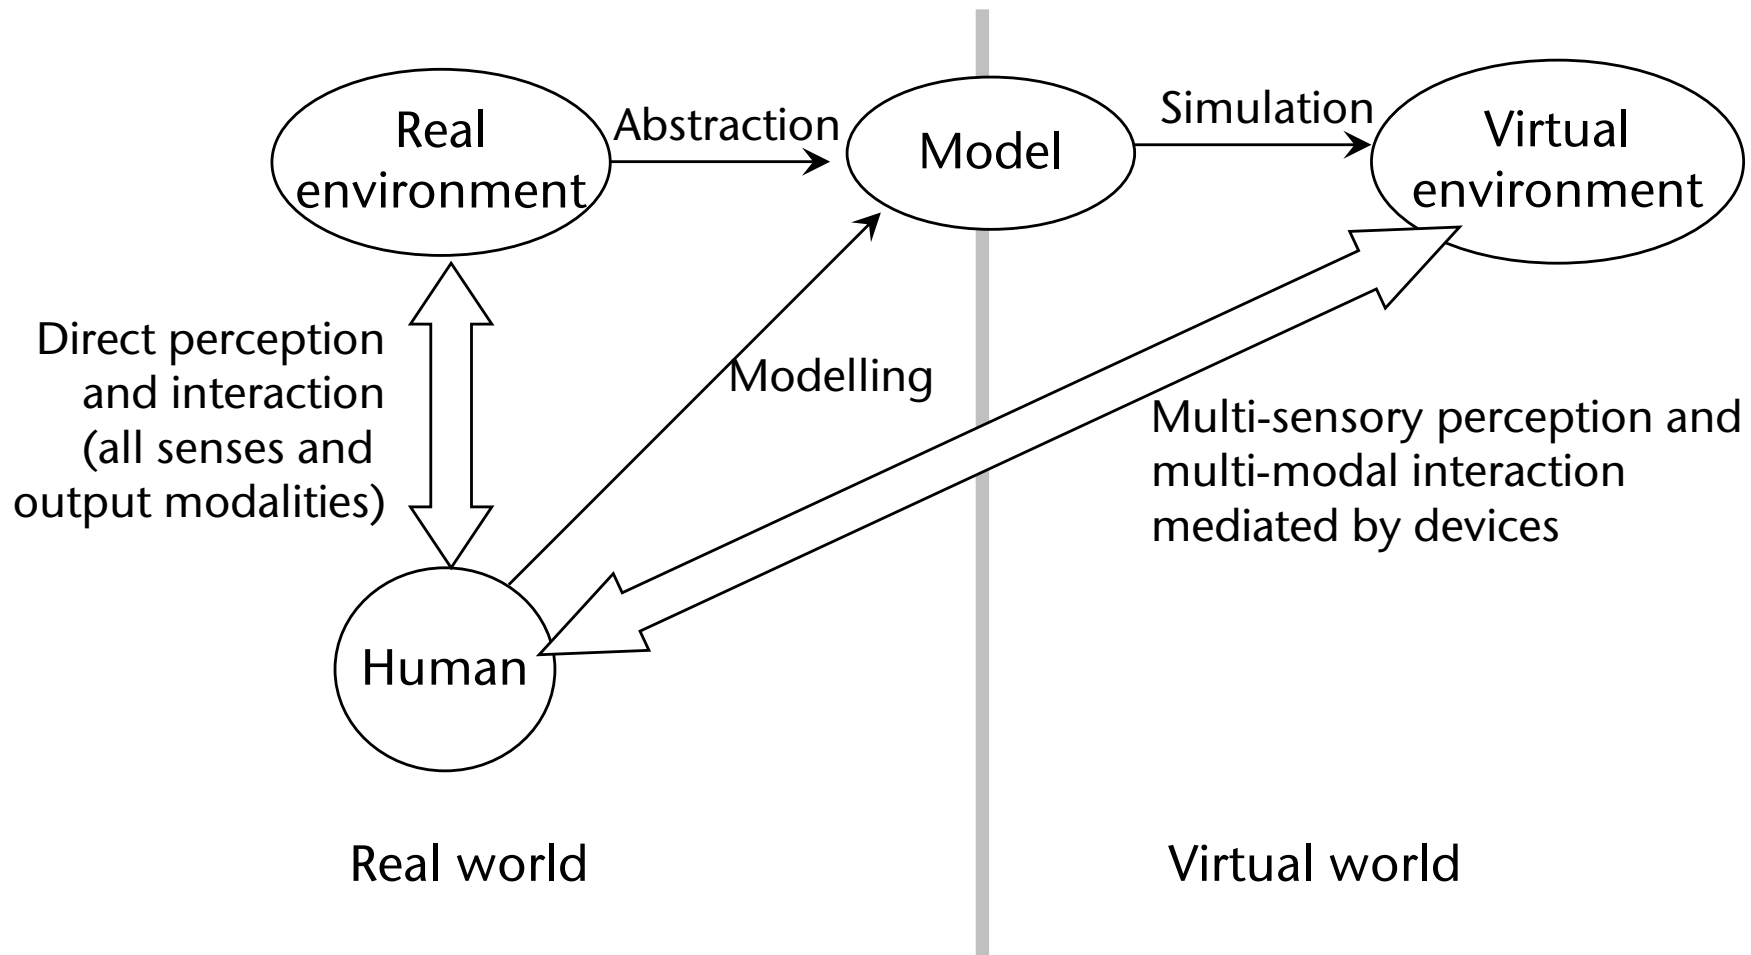 Real
environment
Abstraction
Model
Simulation
Virtual
environment
Direct perception
and interaction
(all senses and
output modalities)
Modelling
Multi-sensory perception and
multi-modal interaction
mediated by devices
Human
Real world
Virtual world